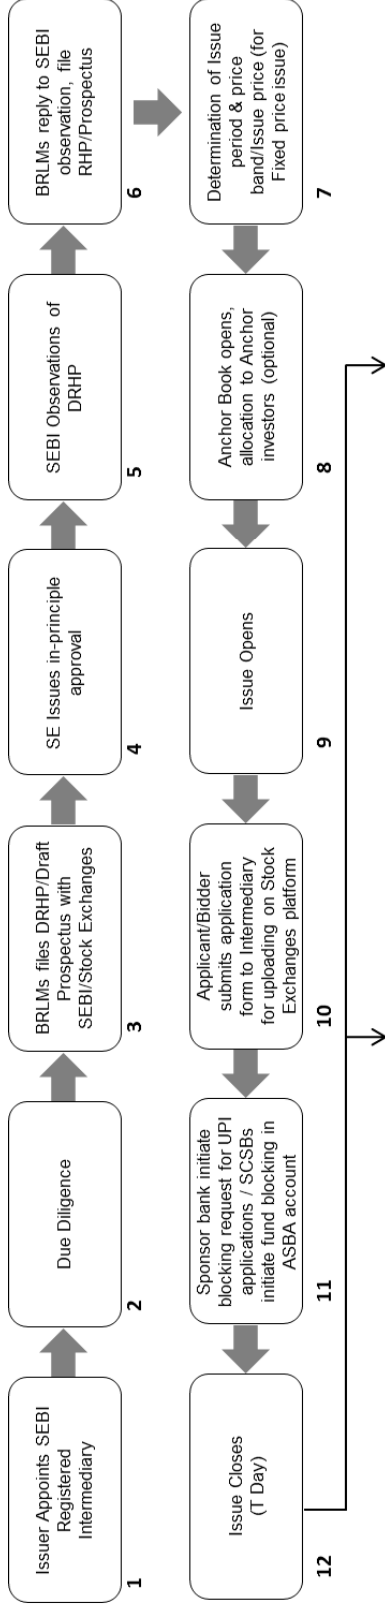 Issuer Appoints SEBI
Registered
Intermediary
1
Due Diligence
2
BRLMs files DRHP/Draft
Prospectus with
SEBI/Stock Exchanges
3
SE Issues in-principle
approval
4
SEBI Observations of
DRHP
5
BRLMs reply to SEBI
observation, file
RHP/Prospectus
6
Determination of Issue
period & price
band/Issue price (for
Fixed price issue)
7
Anchor Book opens,
allocation to Anchor
investors (optional)
8
Issue Opens
9
Applicant/Bidder
submits application
form to Intermediary
for uploading on Stock
Exchanges platform
10
Sponsor bank initiate
blocking request for UPI
applications / SCSBs
initiate fund blocking in
ASBA account
11
Issue Closes
(T Day)
12